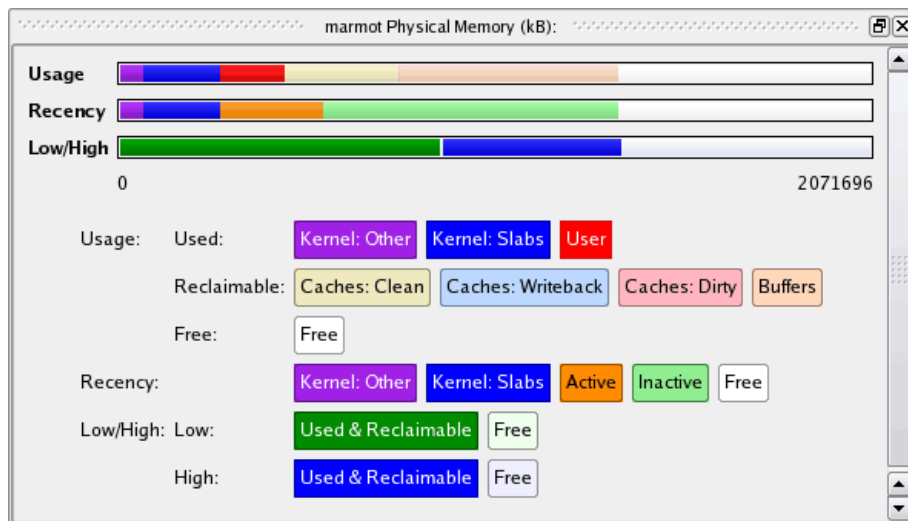 marmot Physical Memory (kB):
Usage
Recency
Low/High
0 2071696
Usage: Used: Kernel: Other Kernel: Slabs User
Reclaimable: Caches: Clean Caches: Writeback Caches: Dirty Buffers
Free: Free
Recency: Kernel: Other Kernel: Slabs Active Inactive Free
Low/High: Low: Used & Reclaimable Free
High: Used & Reclaimable Free